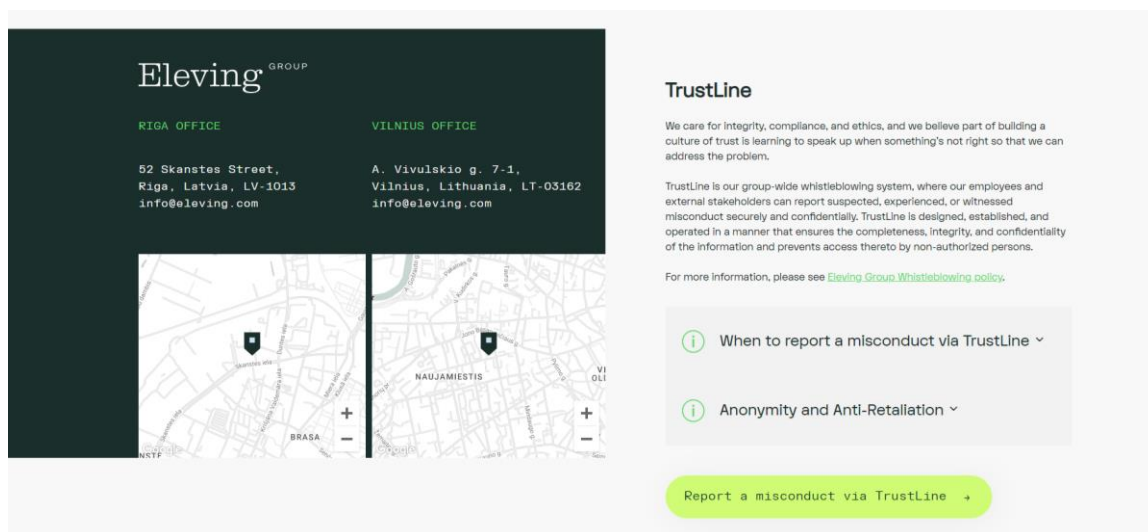 Eleving GROUP
RIGA OFFICE
52 Skanstes Street,
Riga, Latvia, LV-1013
info@eleving.com
VILNIUS OFFICE
A. Vivulskio g. 7-1,
Vilnius, Lithuania, LT-03162
info@eleving.com
Skanstes iela
BRASA
Google
NAUJAMIESTIS
Google
TrustLine
We care for integrity, compliance, and ethics, and we believe part of building a
culture of trust is learning to speak up when something's not right so that we can
address the problem.
TrustLine is our group-wide whistleblowing system, where our employees and
external stakeholders can report suspected, experienced, or witnessed
misconduct securely and confidentially. TrustLine is designed, established, and
operated in a manner that ensures the completeness, integrity, and confidentiality
of the information and prevents access thereto by non-authorized persons.
For more information, please see Eleving Group Whistleblowing policy.
When to report a misconduct via TrustLine
Anonymity and Anti-Retaliation
Report a misconduct via TrustLine →